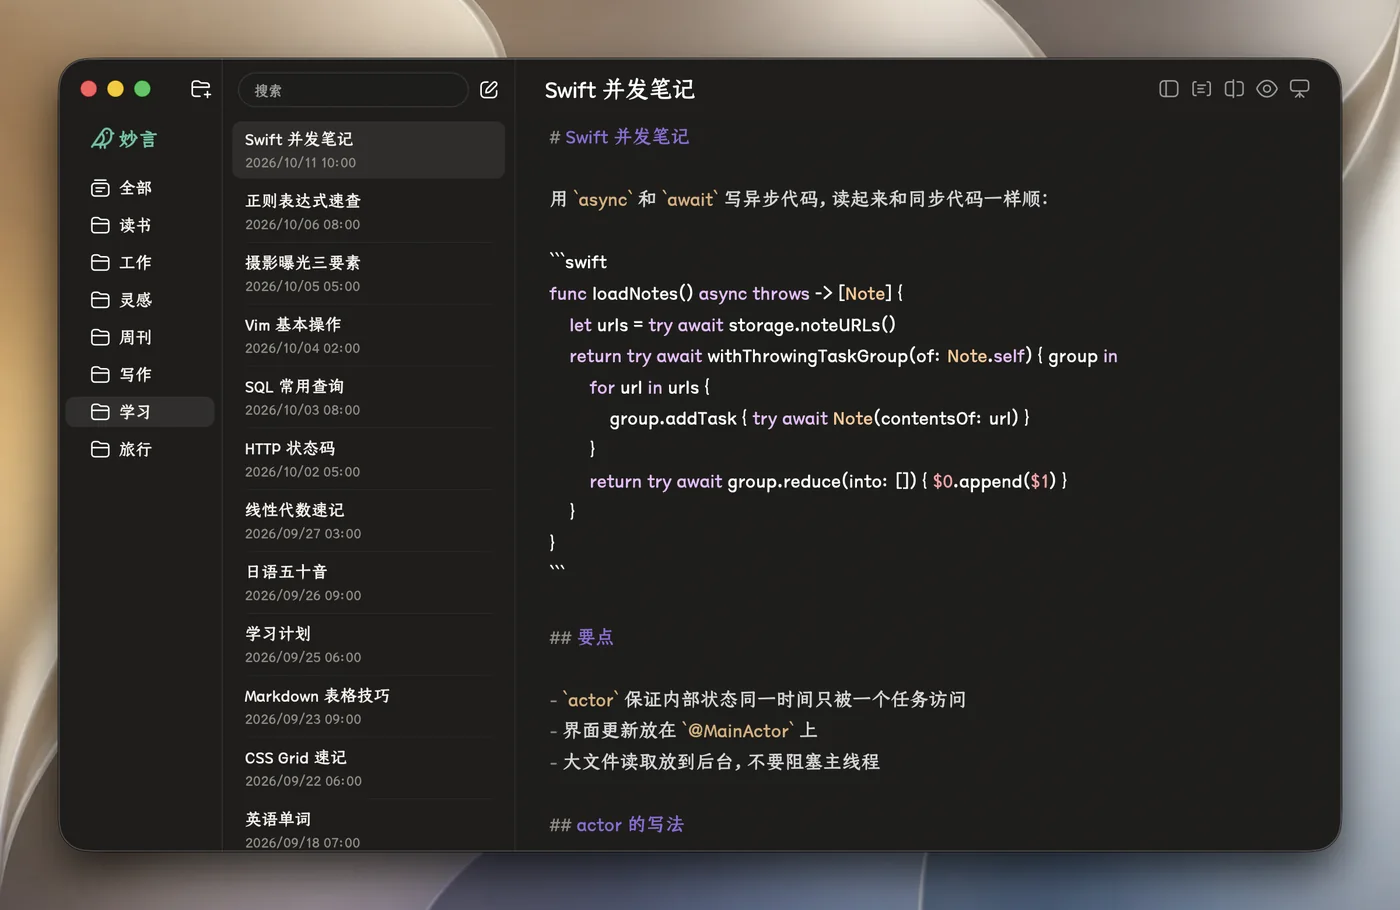 妙言
全部
读书
工作
灵感
周刊
写作
学习
旅行
搜索
Swift 并发笔记
2026/10/11 10:00
正则表达式速查
2026/10/06 08:00
摄影曝光三要素
2026/10/05 05:00
Vim 基本操作
2026/10/04 02:00
SQL 常用查询
2026/10/03 08:00
HTTP 状态码
2026/10/02 05:00
线性代数速记
2026/09/27 03:00
日语五十音
2026/09/26 09:00
学习计划
2026/09/25 06:00
Markdown 表格技巧
2026/09/23 09:00
CSS Grid 速记
2026/09/22 06:00
英语单词
2026/09/18 07:00
Swift 并发笔记
# Swift 并发笔记
用 `async` 和 `await` 写异步代码，读起来和同步代码一样顺：
```swift
func loadNotes() async throws -> [Note] {
    let urls = try await storage.noteURLs()
    return try await withThrowingTaskGroup(of: Note.self) { group in
        for url in urls {
            group.addTask { try await Note(contentsOf: url) }
        }
        return try await group.reduce(into: []) { $0.append($1) }
    }
}
```
## 要点
- `actor` 保证内部状态同一时间只被一个任务访问
- 界面更新放在 `@MainActor` 上
- 大文件读取放到后台，不要阻塞主线程
## actor 的写法